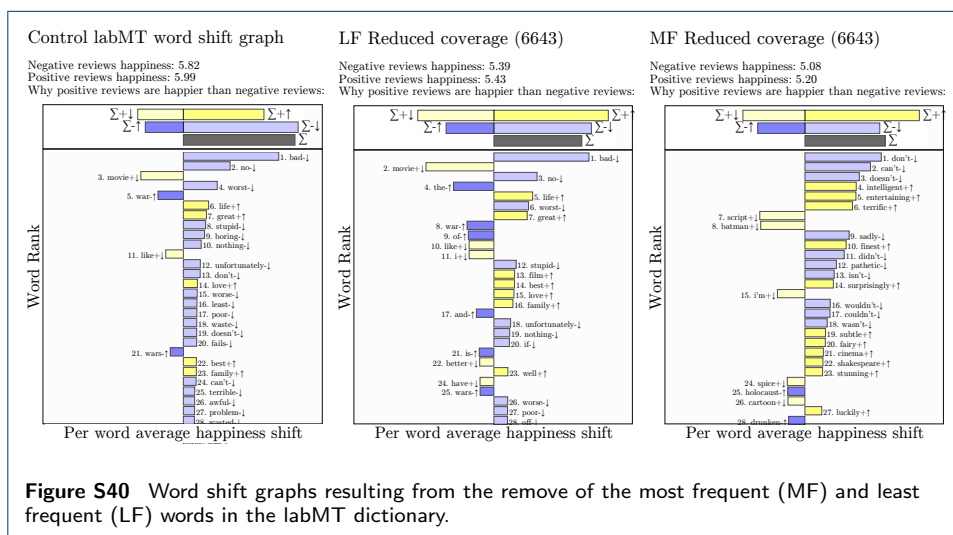 Control labMT word shift graph
Negative reviews happiness: 5.82
Positive reviews happiness: 5.99
Why positive reviews are happier than negative reviews:
Σ+↓
Σ+↑
Σ-↑
Σ-↓
Σ
1. bad-↓
2. no-↓
3. movie+↓
4. worst-↓
5. war-↑
6. life+↑
7. great+↑
8. stupid-↓
9. boring-↓
10. nothing-↓
11. like+↓
12. unfortunately-↓
13. don't-↓
14. love+↑
15. worse-↓
16. least-↓
17. poor-↓
18. waste-↓
19. doesn't-↓
20. fails-↓
21. wars-↑
22. best+↑
23. family+↑
24. can't-↓
25. terrible-↓
26. awful-↓
27. problem-↓
28. wasted-↓
Word Rank
Per word average happiness shift
LF Reduced coverage (6643)
Negative reviews happiness: 5.39
Positive reviews happiness: 5.43
Why positive reviews are happier than negative reviews:
Σ+↓
Σ+↑
Σ-↑
Σ-↓
Σ
1. bad-↓
2. movie+↓
3. no-↓
4. the-↑
5. life+↑
6. worst-↓
7. great+↑
8. war-↑
9. of-↑
10. like+↓
11. i+↓
12. stupid-↓
13. film+↑
14. best+↑
15. love+↑
16. family+↑
17. and-↑
18. unfortunately-↓
19. nothing-↓
20. if-↓
21. is-↑
22. better+↓
23. well+↑
24. have+↓
25. wars-↑
26. worse-↓
27. poor-↓
28. off-↓
Word Rank
Per word average happiness shift
MF Reduced coverage (6643)
Negative reviews happiness: 5.08
Positive reviews happiness: 5.20
Why positive reviews are happier than negative reviews:
Σ+↓
Σ+↑
Σ-↑
Σ-↓
Σ
1. don't-↓
2. can't-↓
3. doesn't-↓
4. intelligent+↑
5. entertaining+↑
6. terrific+↑
7. script+↓
8. batman+↓
9. sadly-↓
10. finest+↑
11. didn't-↓
12. pathetic-↓
13. isn't-↓
14. surprisingly+↑
15. i'm+↓
16. wouldn't-↓
17. couldn't-↓
18. wasn't-↓
19. subtle+↑
20. fairy+↑
21. cinema+↑
22. shakespeare+↑
23. stunning+↑
24. spice+↓
25. holocaust-↑
26. cartoon+↓
27. luckily+↑
28. drunken-↑
Word Rank
Per word average happiness shift
Figure S40 Word shift graphs resulting from the remove of the most frequent (MF) and least
frequent (LF) words in the labMT dictionary.